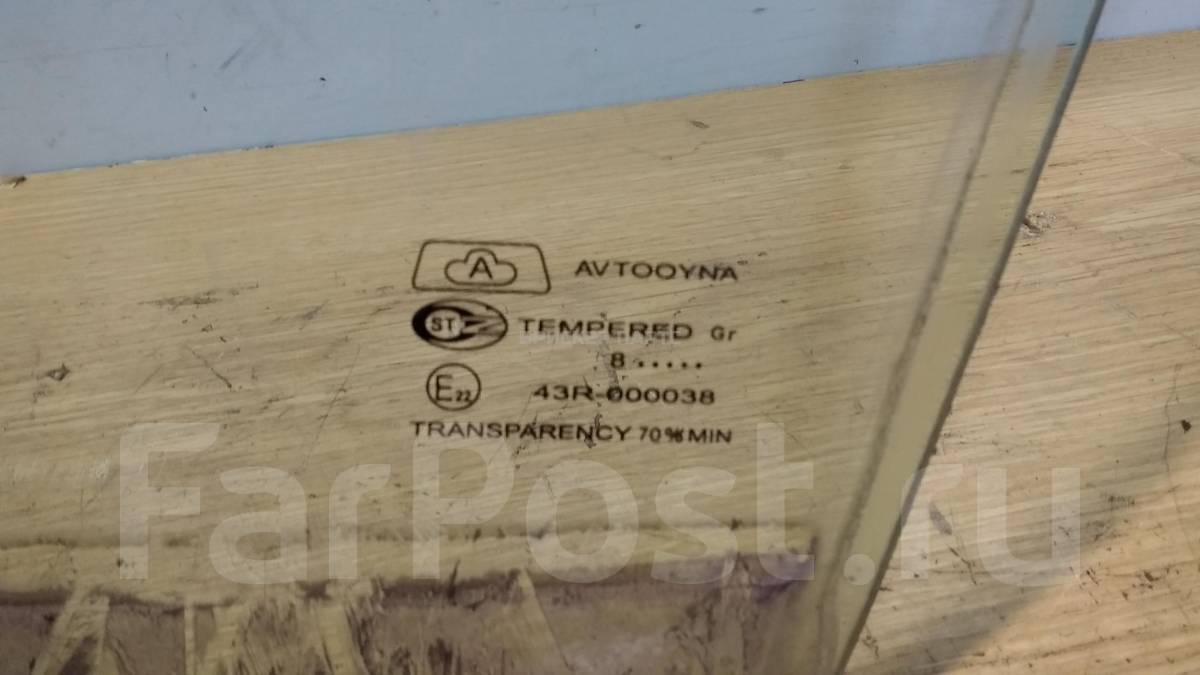 A AVTOOYNA
ST TEMPERED Gr
8.....
E22 43R-000038
TRANSPARENCY 70%MIN
FarPost.ru